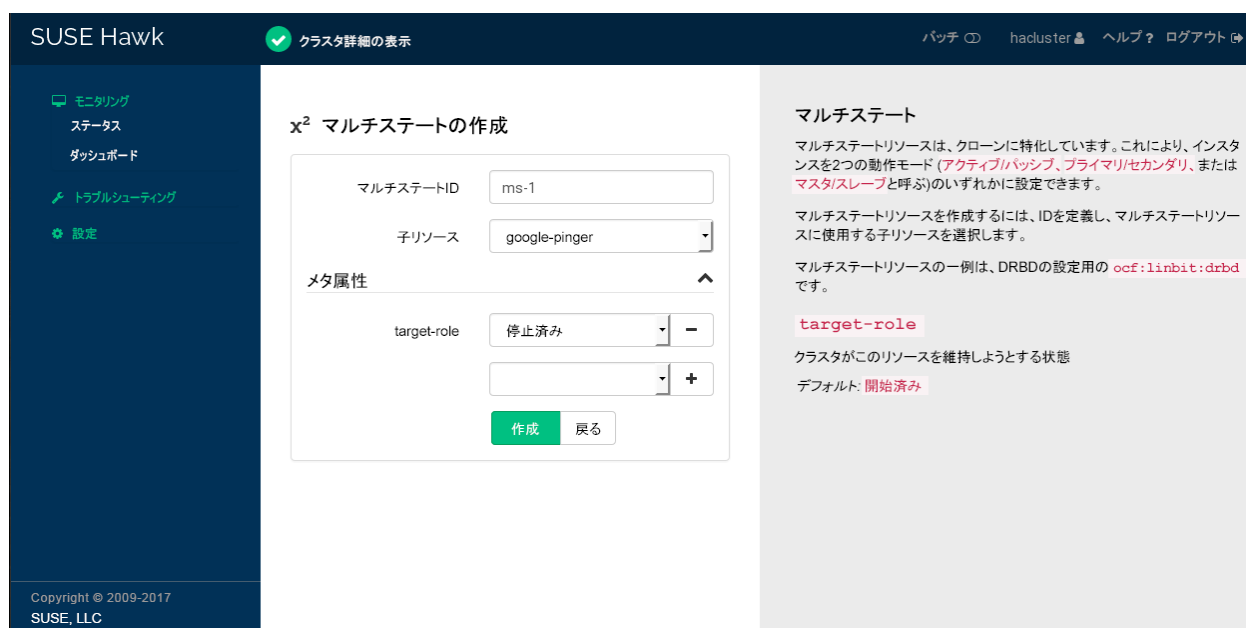 SUSE Hawk
クラスタ詳細の表示
バッチ hacluster ヘルプ ? ログアウト
モニタリング
ステータス
ダッシュボード
トラブルシューティング
設定
Copyright © 2009-2017
SUSE, LLC
x² マルチステートの作成
マルチステートID ms-1
子リソース google-pinger
メタ属性
target-role 停止済み
作成 戻る
マルチステート
マルチステートリソースは、クローンに特化しています。これにより、インスタ
ンスを2つの動作モード (アクティブ/パッシブ、プライマリ/セカンダリ、または
マスタ/スレーブと呼ぶ)のいずれかに設定できます。
マルチステートリソースを作成するには、IDを定義し、マルチステートリソー
スに使用する子リソースを選択します。
マルチステートリソースの一例は、DRBDの設定用の ocf:linbit:drbd
です。
target-role
クラスタがこのリソースを維持しようとする状態
デフォルト: 開始済み